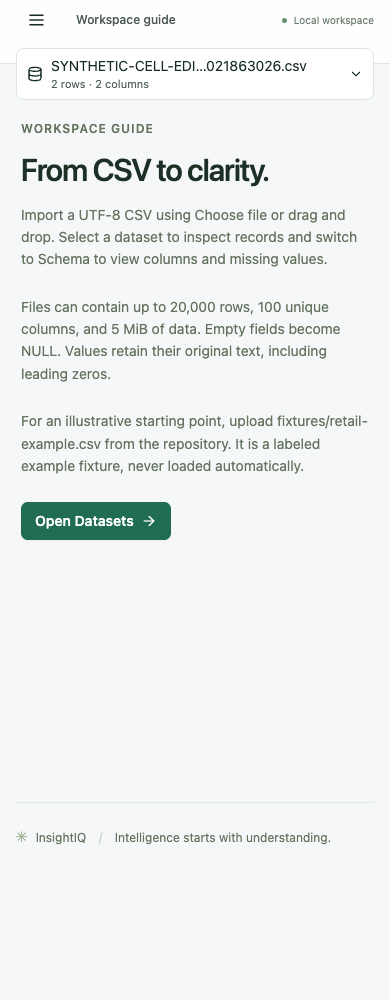 Workspace guide
Local workspace
SYNTHETIC-CELL-EDI...021863026.csv
2 rows · 2 columns
WORKSPACE GUIDE
From CSV to clarity.
Import a UTF-8 CSV using Choose file or drag and
drop. Select a dataset to inspect records and switch
to Schema to view columns and missing values.
Files can contain up to 20,000 rows, 100 unique
columns, and 5 MiB of data. Empty fields become
NULL. Values retain their original text, including
leading zeros.
For an illustrative starting point, upload fixtures/retail-
example.csv from the repository. It is a labeled
example fixture, never loaded automatically.
Open Datasets →
InsightIQ / Intelligence starts with understanding.